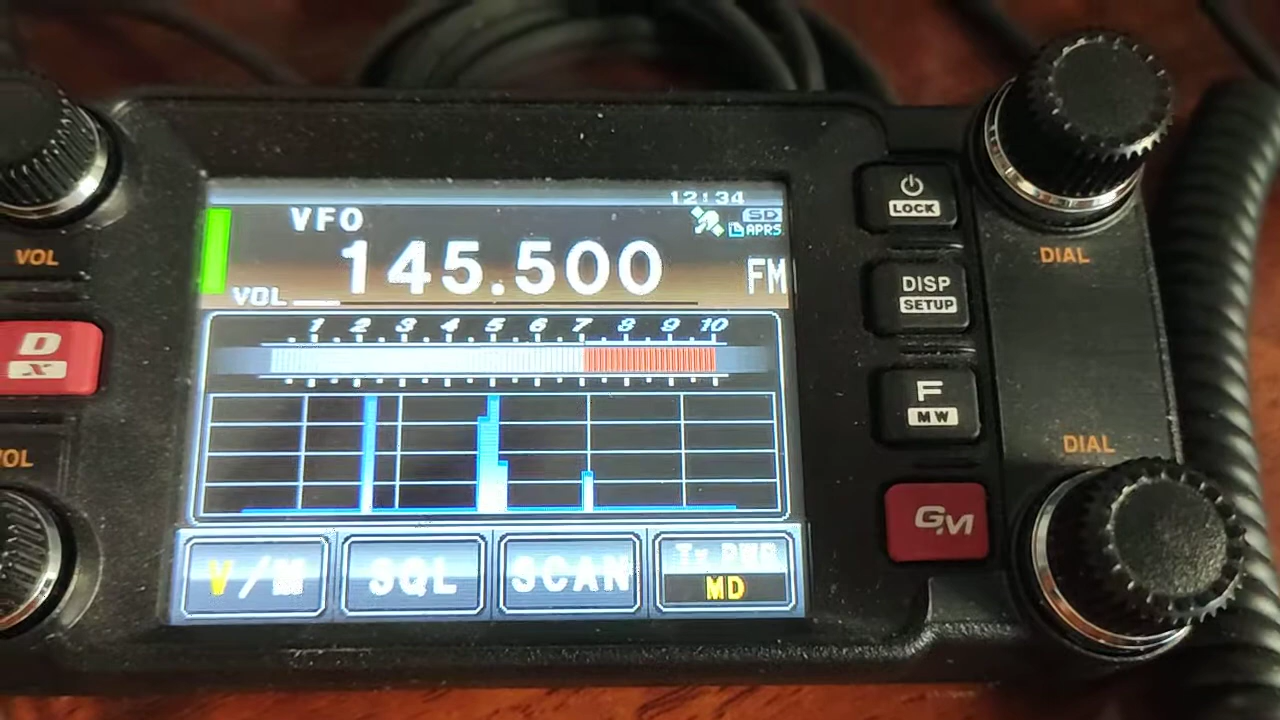 12:34
VFO
SD
APRS
145.500
FM
VOL
1 2 3 4 5 6 7 8 9 10
V/M
SQL
SCAN
Tx PWR
MD
VOL
D
X
VOL
LOCK
DISP
SETUP
F
MW
GM
DIAL
DIAL